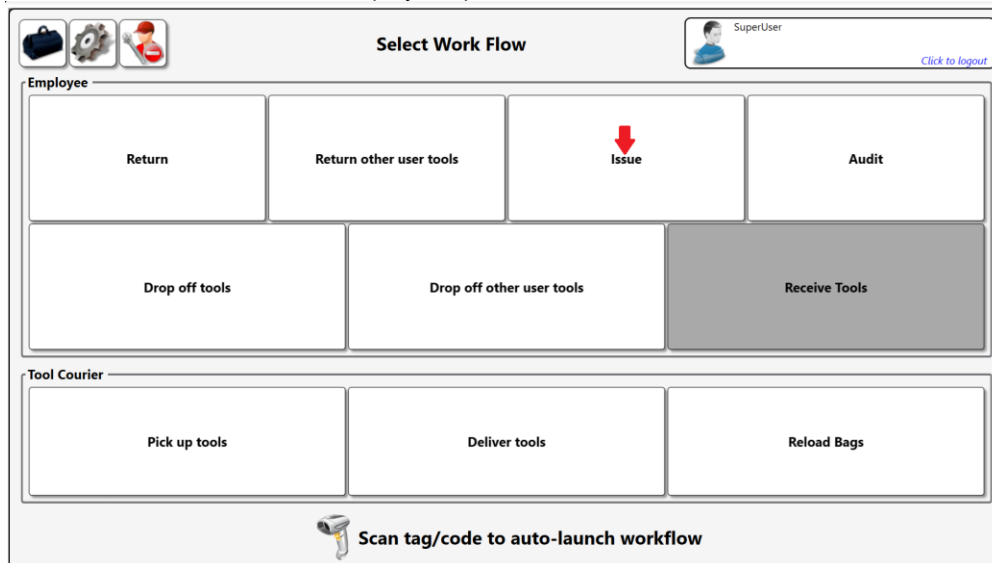 Select Work Flow
SuperUser
Click to logout
Employee
Return
Return other user tools
Issue
Audit
Drop off tools
Drop off other user tools
Receive Tools
Tool Courier
Pick up tools
Deliver tools
Reload Bags
Scan tag/code to auto-launch workflow